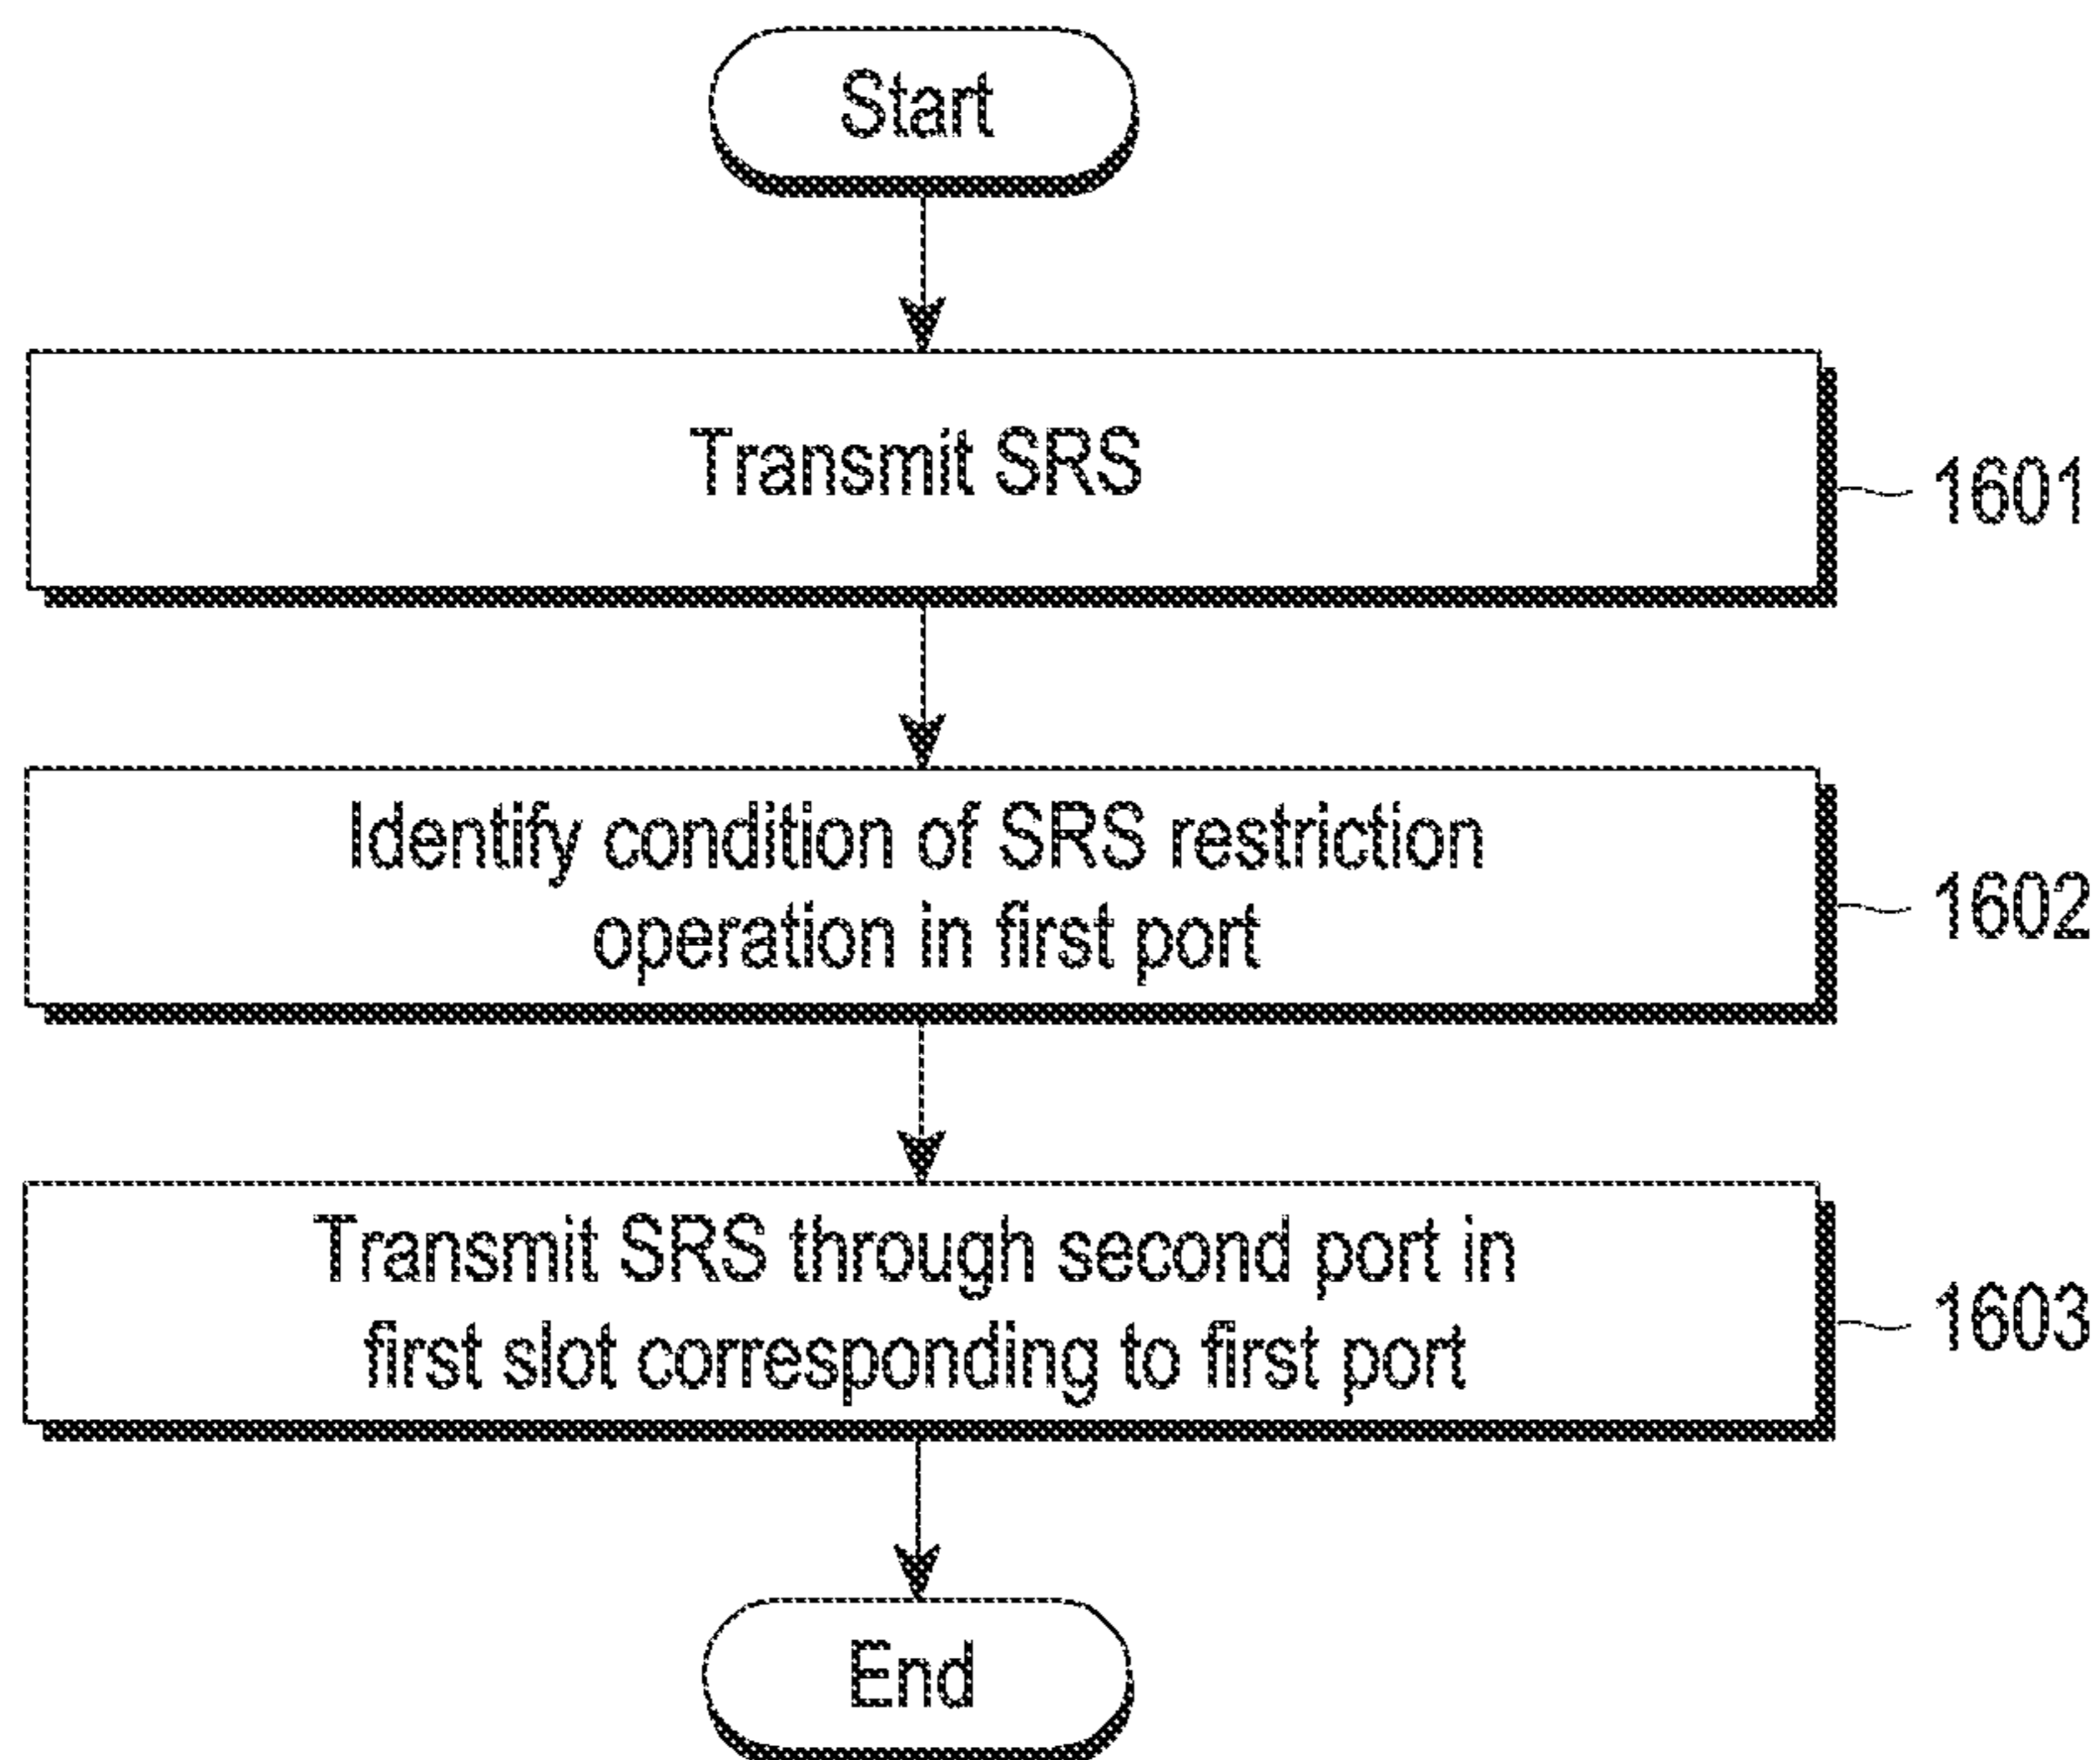 Start
Transmit SRS
1601
Identify condition of SRS restriction
operation in first port
1602
Transmit SRS through second port in
first slot corresponding to first port
1603
End